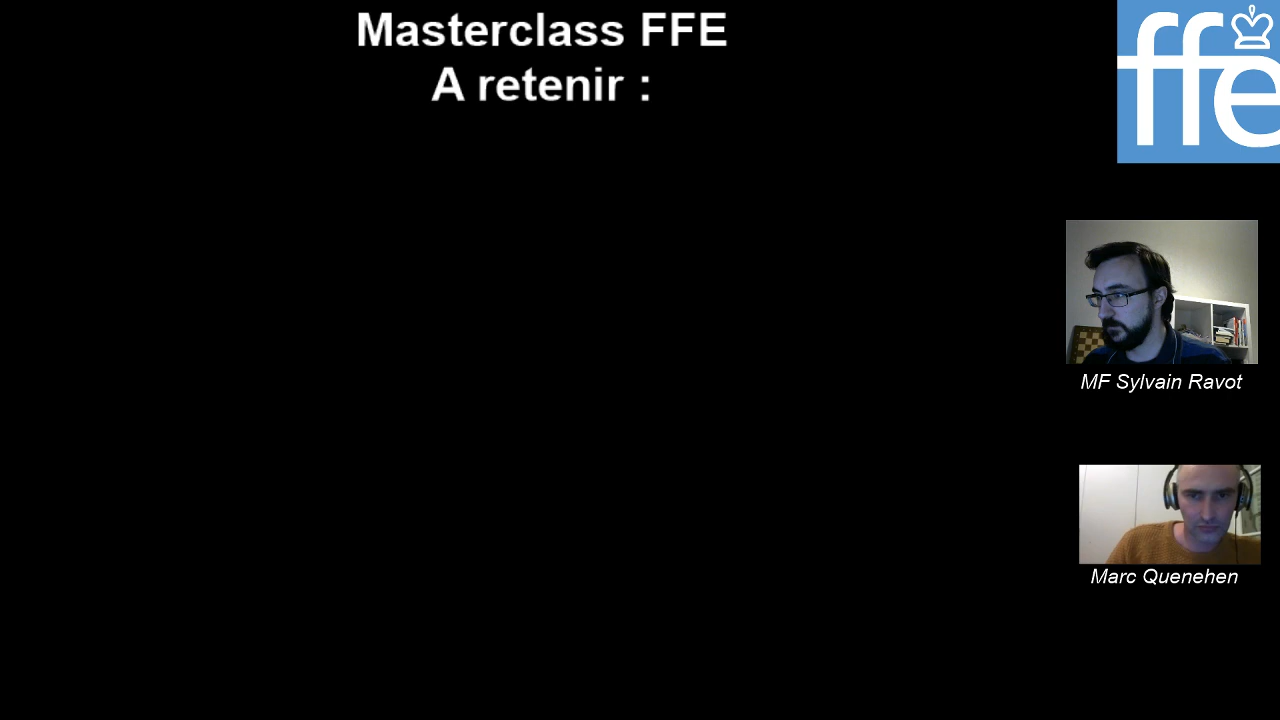 Masterclass FFE
A retenir :
ffe
MF Sylvain Ravot
Marc Quenehen